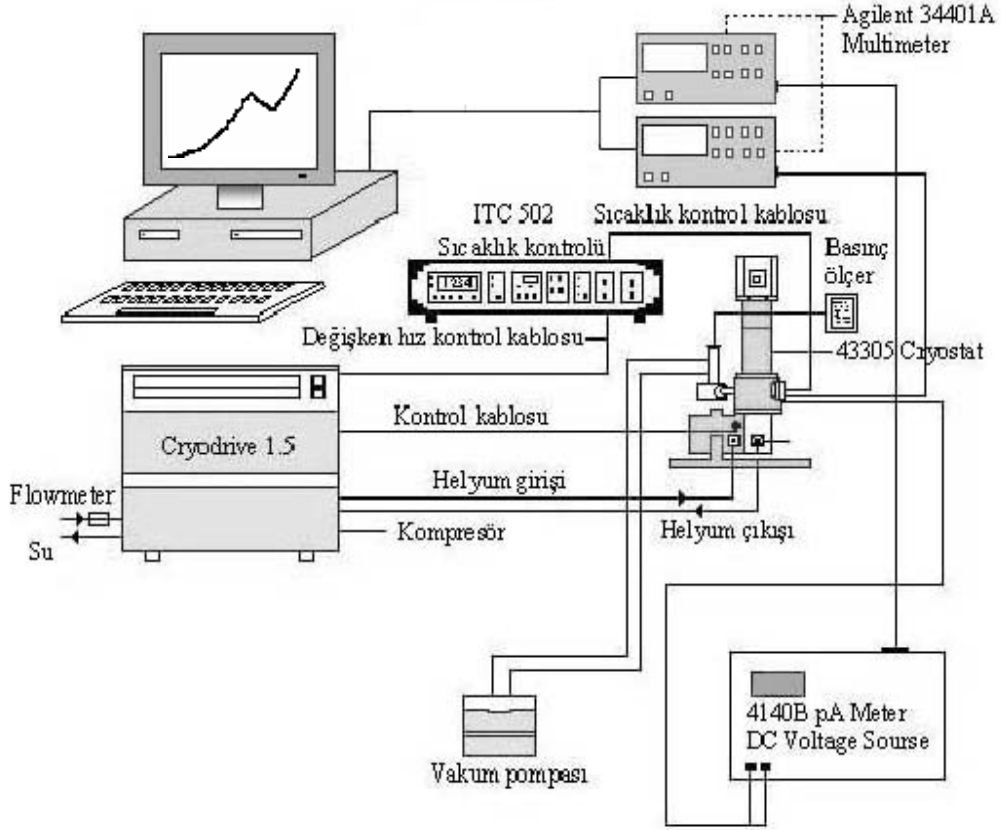 Agilent 34401A
Multimeter
ITC 502
Sıcaklık kontrol kablosu
Sıcaklık kontrolü
Basınç
ölçer
1234
Değişken hız kontrol kablosu
43305 Cryostat
Kontrol kablosu
Cryodrive 1.5
Helyum girişi
Flowmeter
Kompresör
Helyum çıkışı
Su
4140B pA Meter
DC Voltage Sourse
Vakum pompası